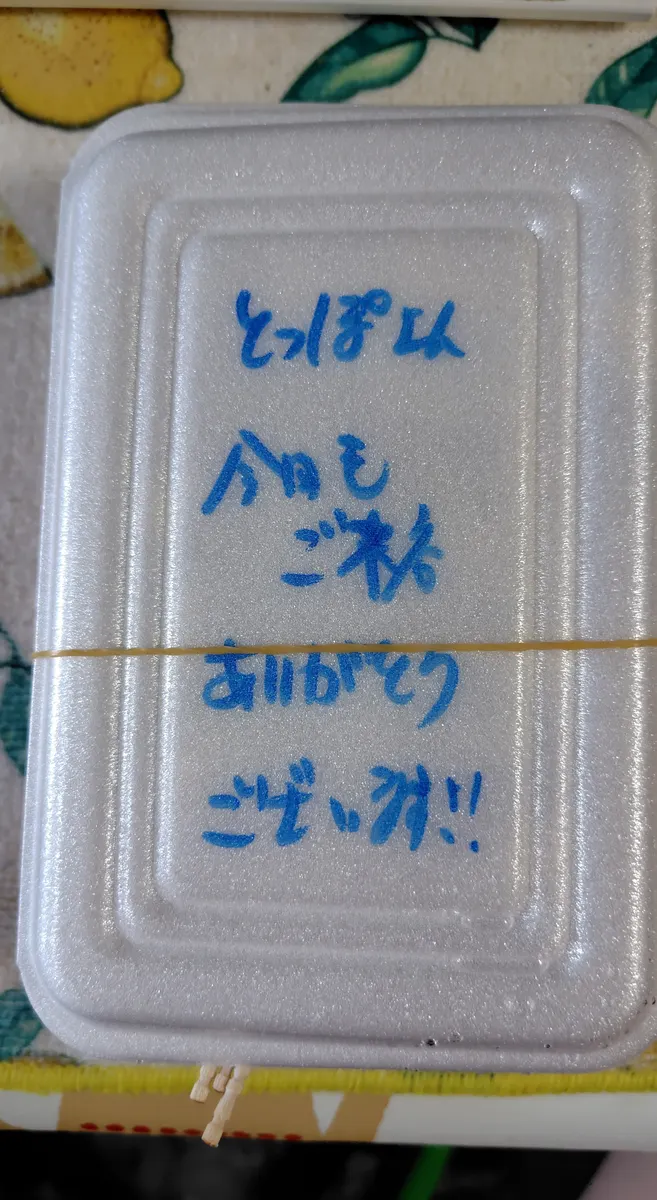 とっぽさん
今日も
ご来店
ありがとう
ございます!!